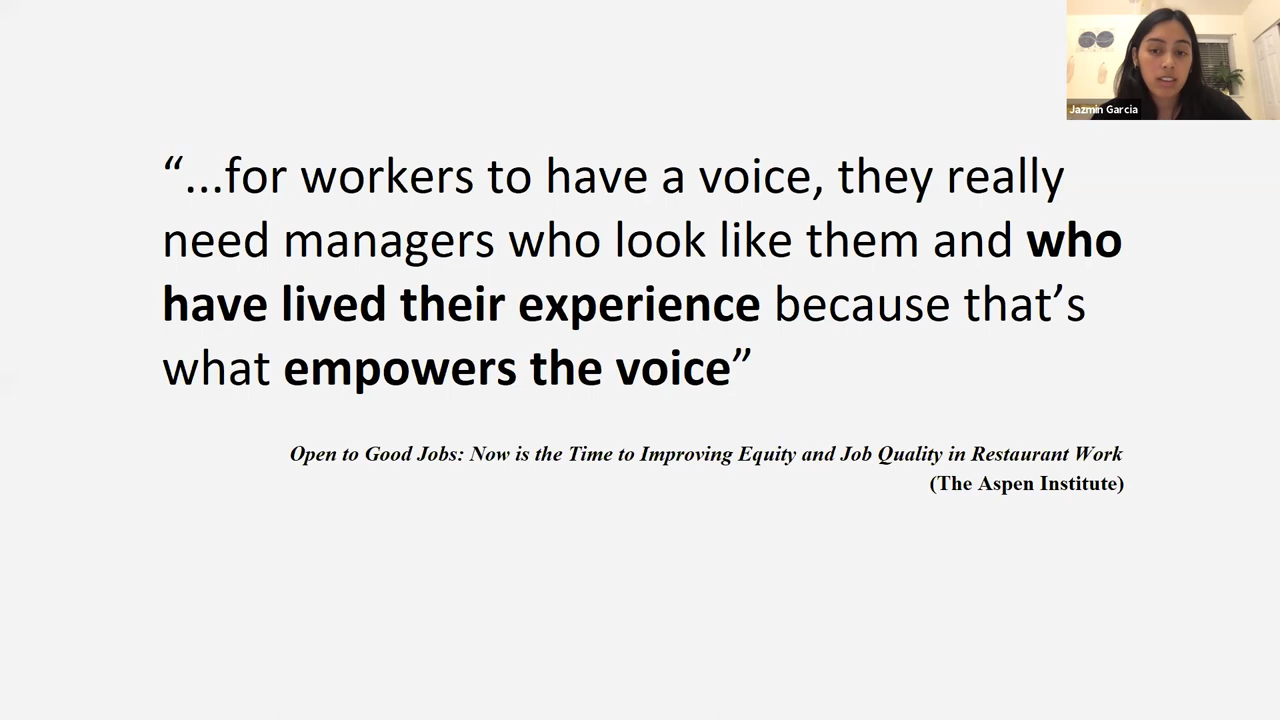 Jazmin Garcia
“...for workers to have a voice, they really
need managers who look like them and who
have lived their experience because that’s
what empowers the voice”
Open to Good Jobs: Now is the Time to Improving Equity and Job Quality in Restaurant Work
(The Aspen Institute)